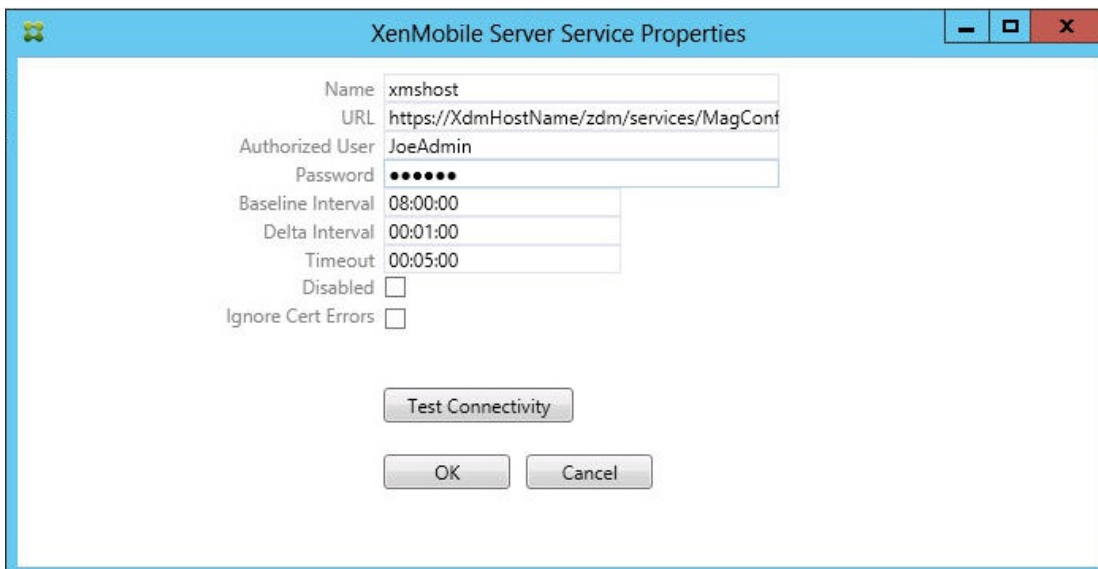 XenMobile Server Service Properties
Name xmshost
URL https://XdmHostName/zdm/services/MagConf
Authorized User JoeAdmin
Password ●●●●●●
Baseline Interval 08:00:00
Delta Interval 00:01:00
Timeout 00:05:00
Disabled
Ignore Cert Errors
Test Connectivity
OK Cancel